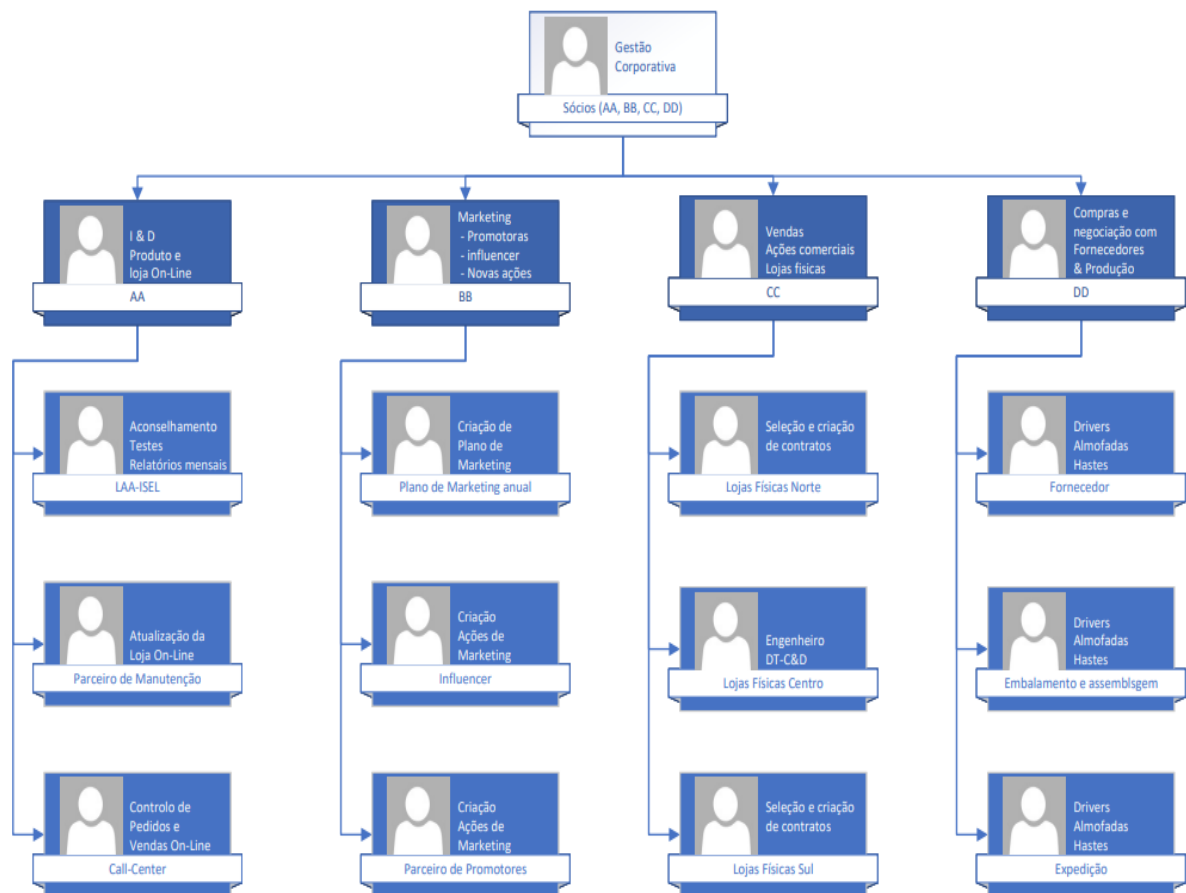 Gestão
Corporativa
Sócios (AA, BB, CC, DD)
I & D
Produto e
loja On-Line
AA
Marketing
- Promotoras
- influencer
- Novas ações
BB
Vendas
Ações comerciais
Lojas físicas
CC
Compras e
negociação com
Fornecedores
& Produção
DD
Aconselhamento
Testes
Relatórios mensais
LAA-ISEL
Criação de
Plano de
Marketing
Plano de Marketing anual
Seleção e criação
de contratos
Lojas Físicas Norte
Drivers
Almofadas
Hastes
Fornecedor
Atualização da
Loja On-Line
Parceiro de Manutenção
Criação
Ações de
Marketing
Influencer
Engenheiro
DT-C&D
Lojas Físicas Centro
Drivers
Almofadas
Hastes
Embalamento e assemblsgem
Controlo de
Pedidos e
Vendas On-Line
Call-Center
Criação
Ações de
Marketing
Parceiro de Promotores
Seleção e criação
de contratos
Lojas Físicas Sul
Drivers
Almofadas
Hastes
Expedição